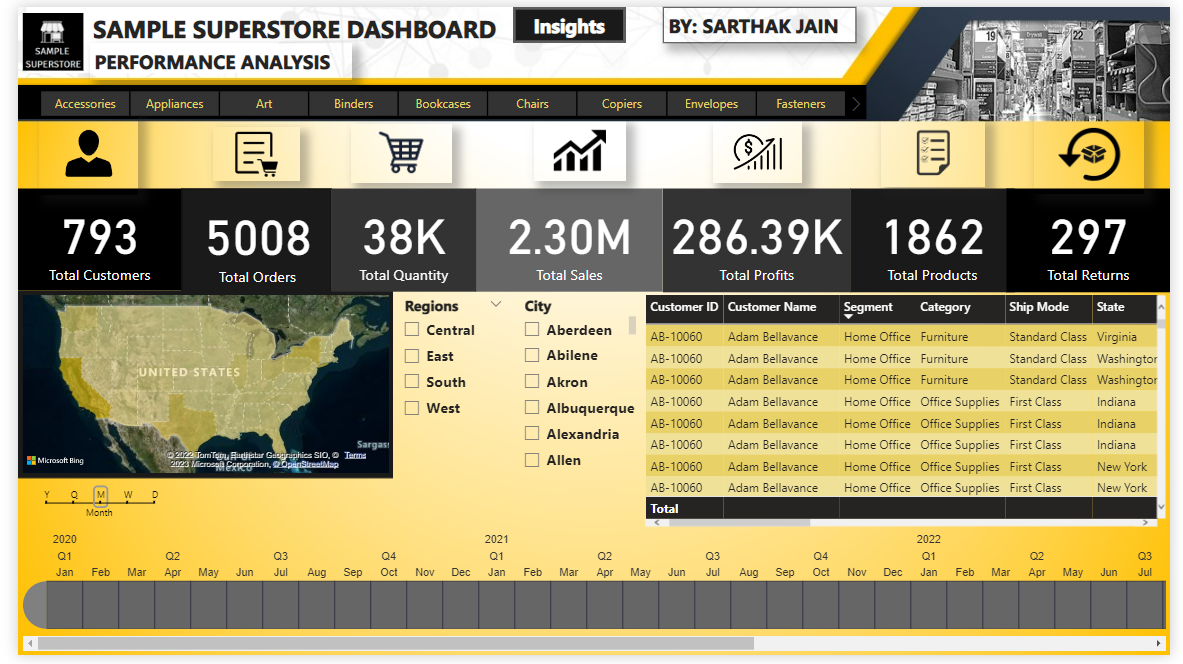 SAMPLE SUPERSTORE DASHBOARD
Insights
BY: SARTHAK JAIN
SAMPLE
SUPERSTORE
PERFORMANCE ANALYSIS
19
22
Accessories Appliances Art Binders Bookcases Chairs Copiers Envelopes Fasteners
793 5008 38K 2.30M 286.39K 1862 297
Total Customers Total Orders Total Quantity Total Sales Total Profits Total Products Total Returns
UNITED STATES
Microsoft Bing
© 2022 TomTom, Earthstar Geographics SIO, © Terms
2023 Microsoft Corporation, © OpenStreetMap
Mexico
Sargas
Regions
Central
East
South
West
City
Aberdeen
Abilene
Akron
Albuquerque
Alexandria
Allen
Customer ID Customer Name Segment Category Ship Mode State
AB-10060 Adam Bellavance Home Office Furniture Standard Class Virginia
AB-10060 Adam Bellavance Home Office Furniture Standard Class Washington
AB-10060 Adam Bellavance Home Office Furniture Standard Class Washington
AB-10060 Adam Bellavance Home Office Office Supplies First Class Indiana
AB-10060 Adam Bellavance Home Office Office Supplies First Class Indiana
AB-10060 Adam Bellavance Home Office Office Supplies First Class Indiana
AB-10060 Adam Bellavance Home Office Office Supplies First Class New York
AB-10060 Adam Bellavance Home Office Office Supplies First Class New York
Total
Y Q M W D
Month
2020 2021 2022
Q1 Q2 Q3 Q4 Q1 Q2 Q3 Q4 Q1 Q2 Q3
Jan Feb Mar Apr May Jun Jul Aug Sep Oct Nov Dec Jan Feb Mar Apr May Jun Jul Aug Sep Oct Nov Dec Jan Feb Mar Apr May Jun Jul